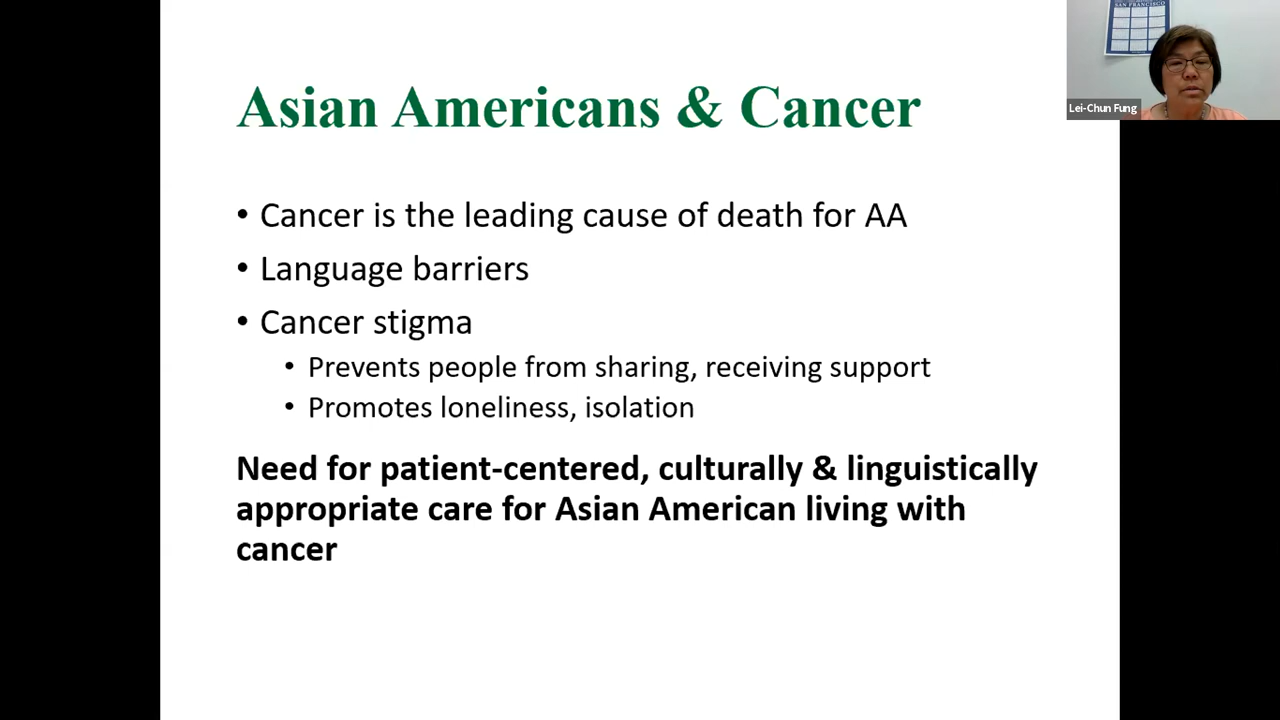 SAN FRANCISCO
Lei-Chun Fung
Asian Americans & Cancer
• Cancer is the leading cause of death for AA
• Language barriers
• Cancer stigma
• Prevents people from sharing, receiving support
• Promotes loneliness, isolation
Need for patient-centered, culturally & linguistically
appropriate care for Asian American living with
cancer